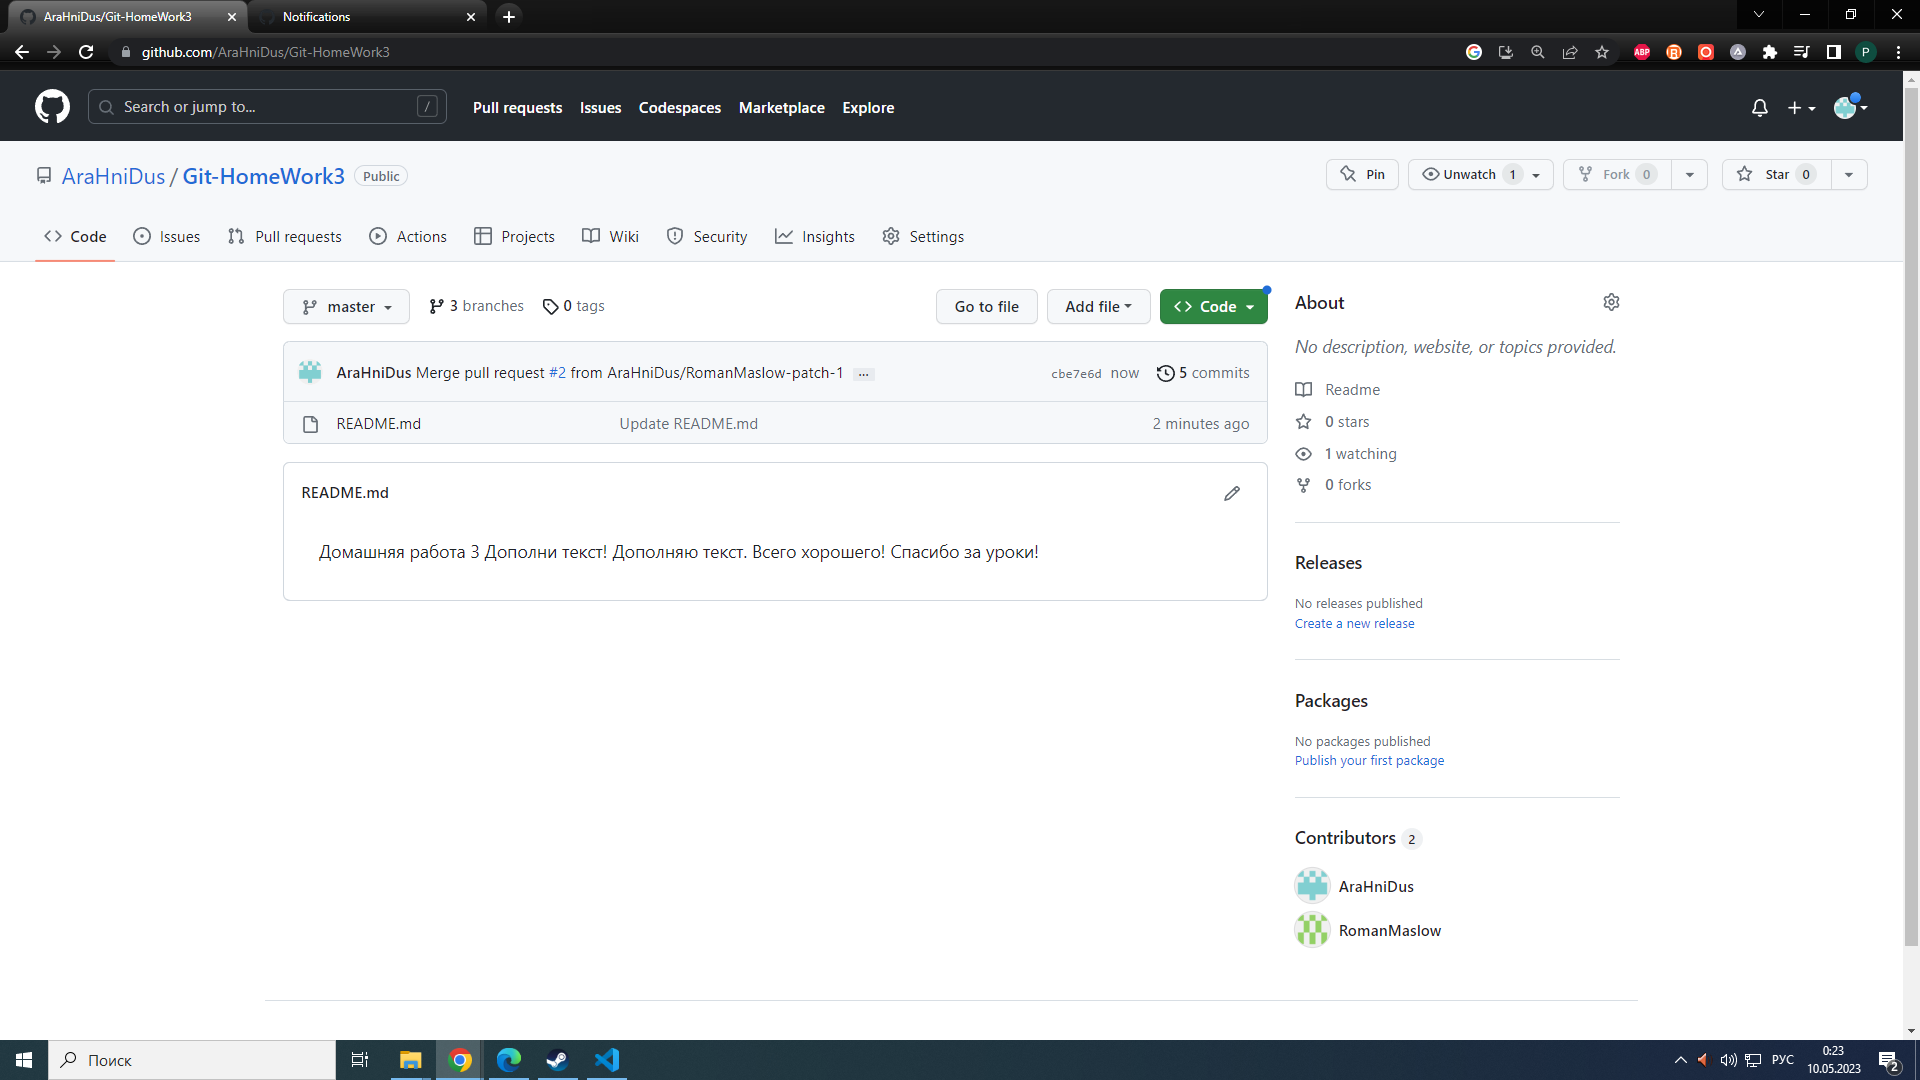 AraHniDus/Git-HomeWork3
Notifications
github.com/AraHniDus/Git-HomeWork3
ABP
P
Search or jump to...
/
Pull requests Issues Codespaces Marketplace Explore
AraHniDus / Git-HomeWork3 Public
Pin
Unwatch 1
Fork 0
Star 0
Code Issues Pull requests Actions Projects Wiki Security Insights Settings
master 3 branches 0 tags Go to file Add file Code
AraHniDus Merge pull request #2 from AraHniDus/RomanMaslow-patch-1 ... cbe7e6d now 5 commits
README.md Update README.md 2 minutes ago
README.md
Домашняя работа 3 Дополни текст! Дополняю текст. Всего хорошего! Спасибо за уроки!
About
No description, website, or topics provided.
Readme
0 stars
1 watching
0 forks
Releases
No releases published
Create a new release
Packages
No packages published
Publish your first package
Contributors 2
AraHniDus
RomanMaslow
Поиск
РУС
0:23
10.05.2023
2